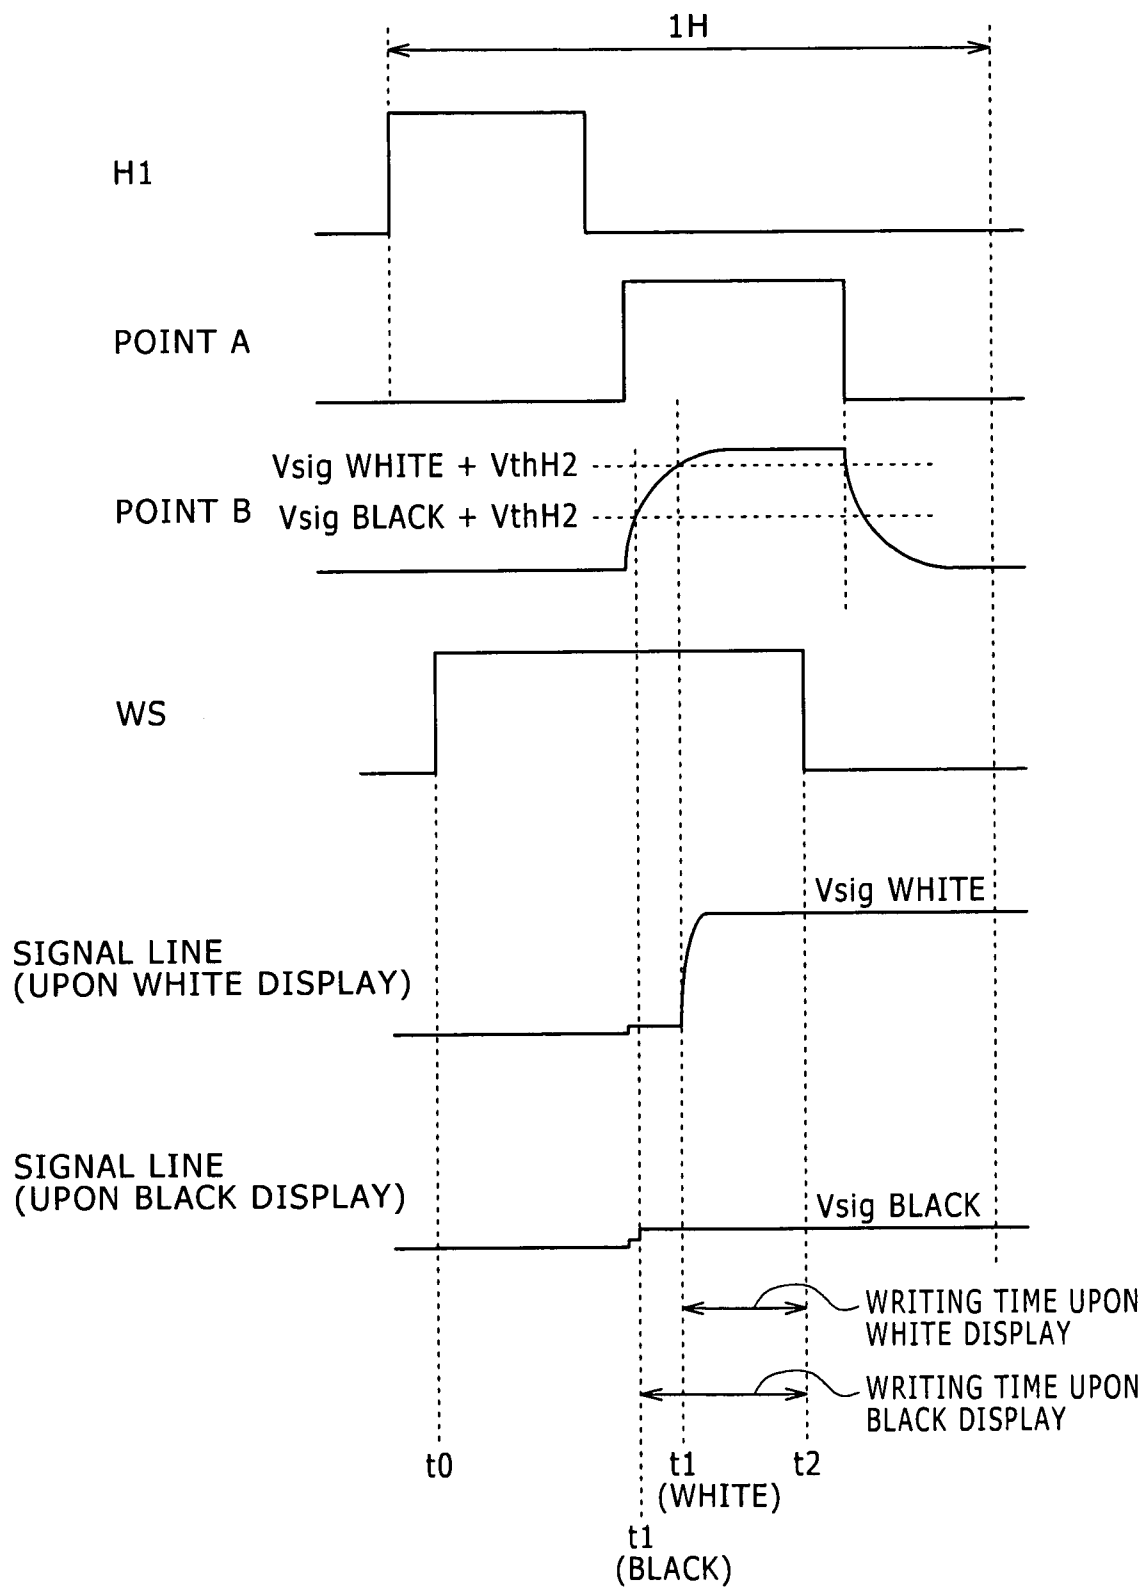 1H
H1
POINT A
Vsig WHITE + VthH2
POINT B
Vsig BLACK + VthH2
WS
Vsig WHITE
SIGNAL LINE
(UPON WHITE DISPLAY)
SIGNAL LINE
(UPON BLACK DISPLAY)
Vsig BLACK
WRITING TIME UPON
WHITE DISPLAY
WRITING TIME UPON
BLACK DISPLAY
t0
t1
(WHITE)
t2
t1
(BLACK)